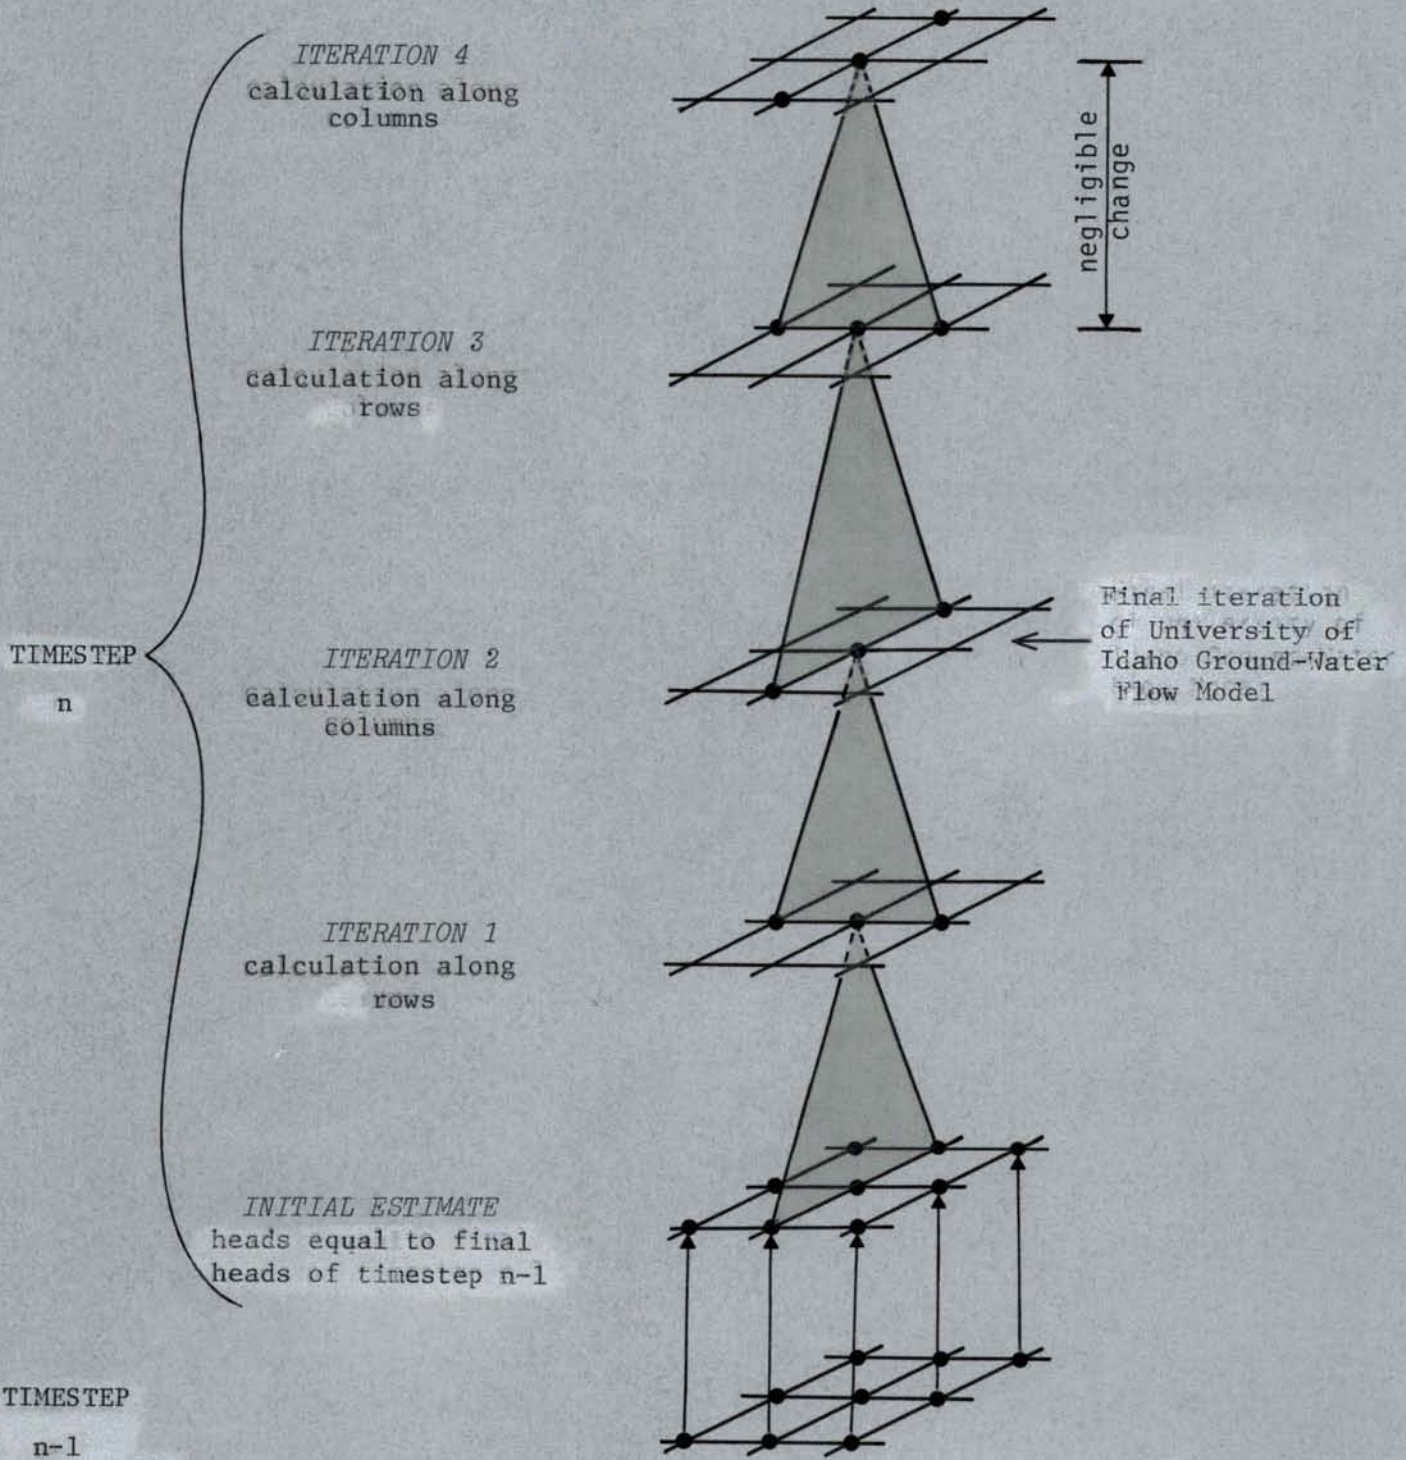 ITERATION 4
calculation along
columns
negligible
change
ITERATION 3
calculation along
rows
Final iteration
of University of
Idaho Ground-Water
Flow Model
TIMESTEP
n
ITERATION 2
calculation along
columns
ITERATION 1
calculation along
rows
INITIAL ESTIMATE
heads equal to final
heads of timestep n-1
TIMESTEP
n-1